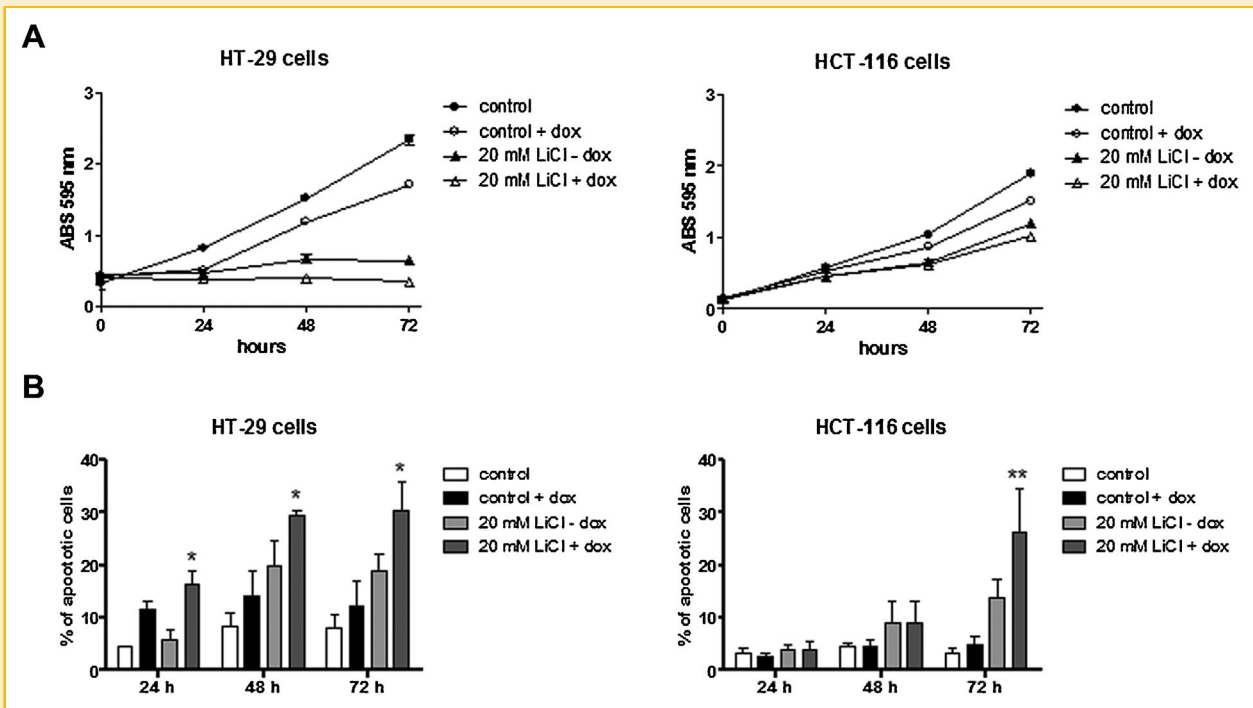 A
HT-29 cells
3
2
1
0
ABS 595 nm
0 24 48 72
hours
control
control + dox
20 mM LiCl - dox
20 mM LiCl + dox
HCT-116 cells
3
2
1
0
ABS 595 nm
0 24 48 72
hours
control
control + dox
20 mM LiCl - dox
20 mM LiCl + dox
B
HT-29 cells
40
30
20
10
0
% of apoptotic cells
* * *
24 h 48 h 72 h
control
control + dox
20 mM LiCl - dox
20 mM LiCl + dox
HCT-116 cells
40
30
20
10
0
% of apoptotic cells
**
24 h 48 h 72 h
control
control + dox
20 mM LiCl - dox
20 mM LiCl + dox